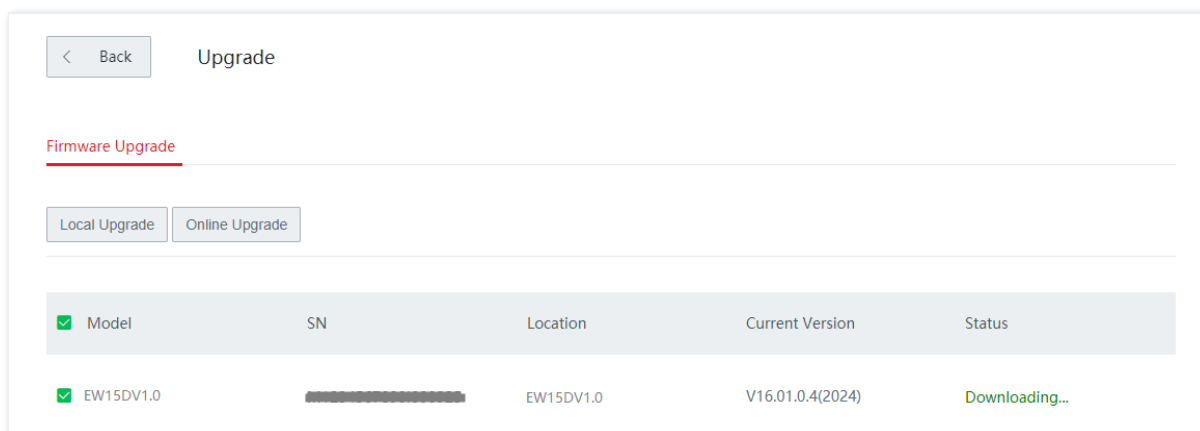 Back
Upgrade
Firmware Upgrade
Local Upgrade Online Upgrade
Model SN Location Current Version Status
EW15DV1.0 EW15DV1.0 V16.01.0.4(2024) Downloading...